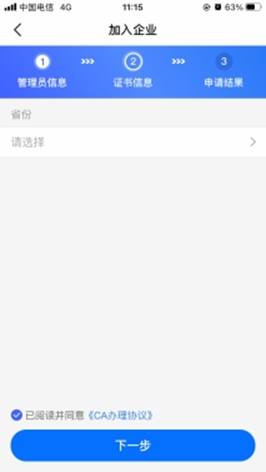 中国电信 4G 11:15 63%
加入企业
1 >>> 2 >>> 3
管理员信息 证书信息 申请结果
省份
请选择
已阅读并同意《CA办理协议》
下一步